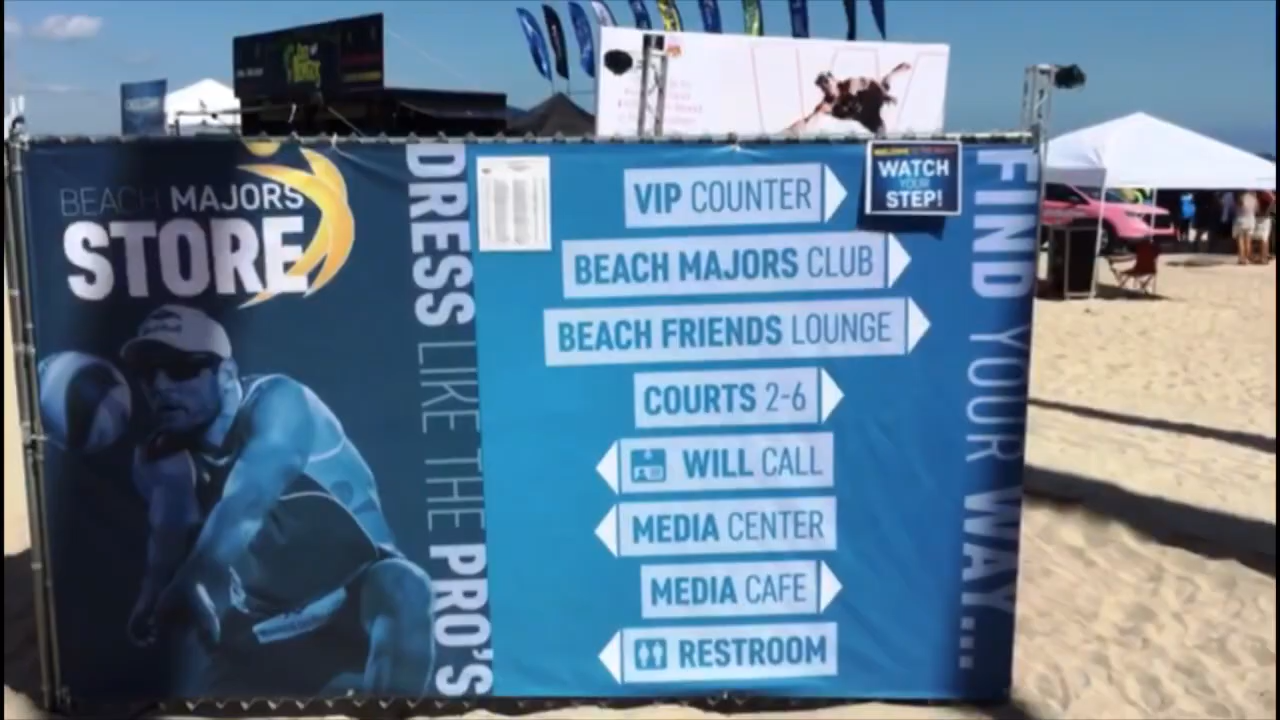 BEACH MAJORS
STORE
DRESS LIKE THE PRO'S
VIP COUNTER
BEACH MAJORS CLUB
BEACH FRIENDS LOUNGE
COURTS 2-6
WILL CALL
MEDIA CENTER
MEDIA CAFE
RESTROOM
WATCH
YOUR
STEP!
FIND YOUR WAY...